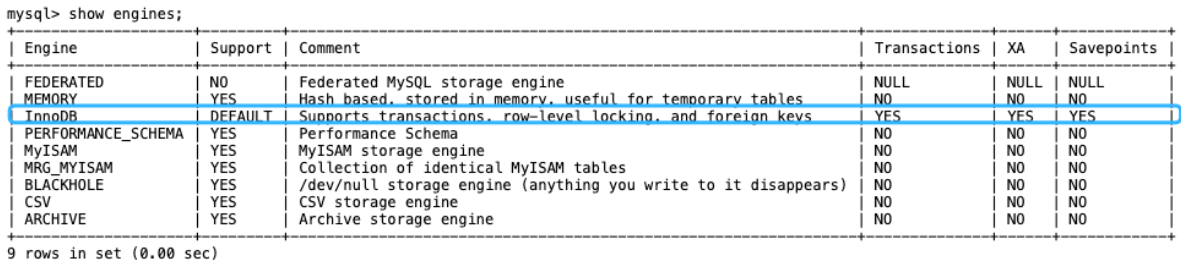 mysql> show engines;
+--------------------+---------+----------------------------------------------------------------+--------------+------+------------+
| Engine             | Support | Comment                                                        | Transactions | XA   | Savepoints |
+--------------------+---------+----------------------------------------------------------------+--------------+------+------------+
| FEDERATED          | NO      | Federated MySQL storage engine                                 | NULL         | NULL | NULL       |
| MEMORY             | YES     | Hash based, stored in memory, useful for temporary tables      | NO           | NO   | NO         |
| InnoDB             | DEFAULT | Supports transactions, row-level locking, and foreign keys     | YES          | YES  | YES        |
| PERFORMANCE_SCHEMA | YES     | Performance Schema                                             | NO           | NO   | NO         |
| MyISAM             | YES     | MyISAM storage engine                                          | NO           | NO   | NO         |
| MRG_MYISAM         | YES     | Collection of identical MyISAM tables                          | NO           | NO   | NO         |
| BLACKHOLE          | YES     | /dev/null storage engine (anything you write to it disappears) | NO           | NO   | NO         |
| CSV                | YES     | CSV storage engine                                             | NO           | NO   | NO         |
| ARCHIVE            | YES     | Archive storage engine                                         | NO           | NO   | NO         |
+--------------------+---------+----------------------------------------------------------------+--------------+------+------------+
9 rows in set (0.00 sec)